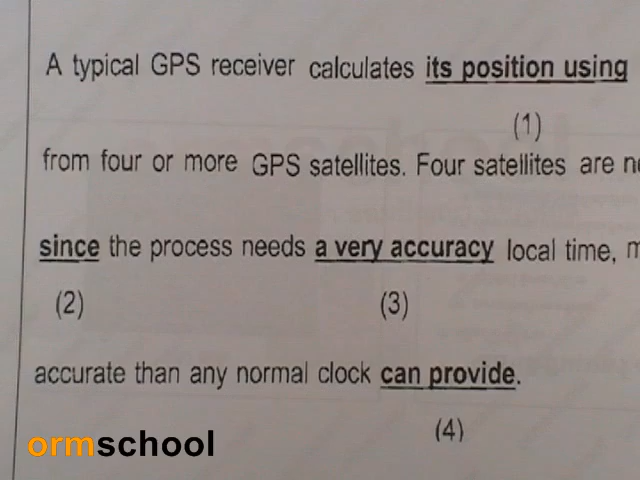 A typical GPS receiver calculates its position using
(1)
from four or more GPS satellites. Four satellites are
since the process needs a very accuracy local time,
(2) (3)
accurate than any normal clock can provide.
(4)
ormschool